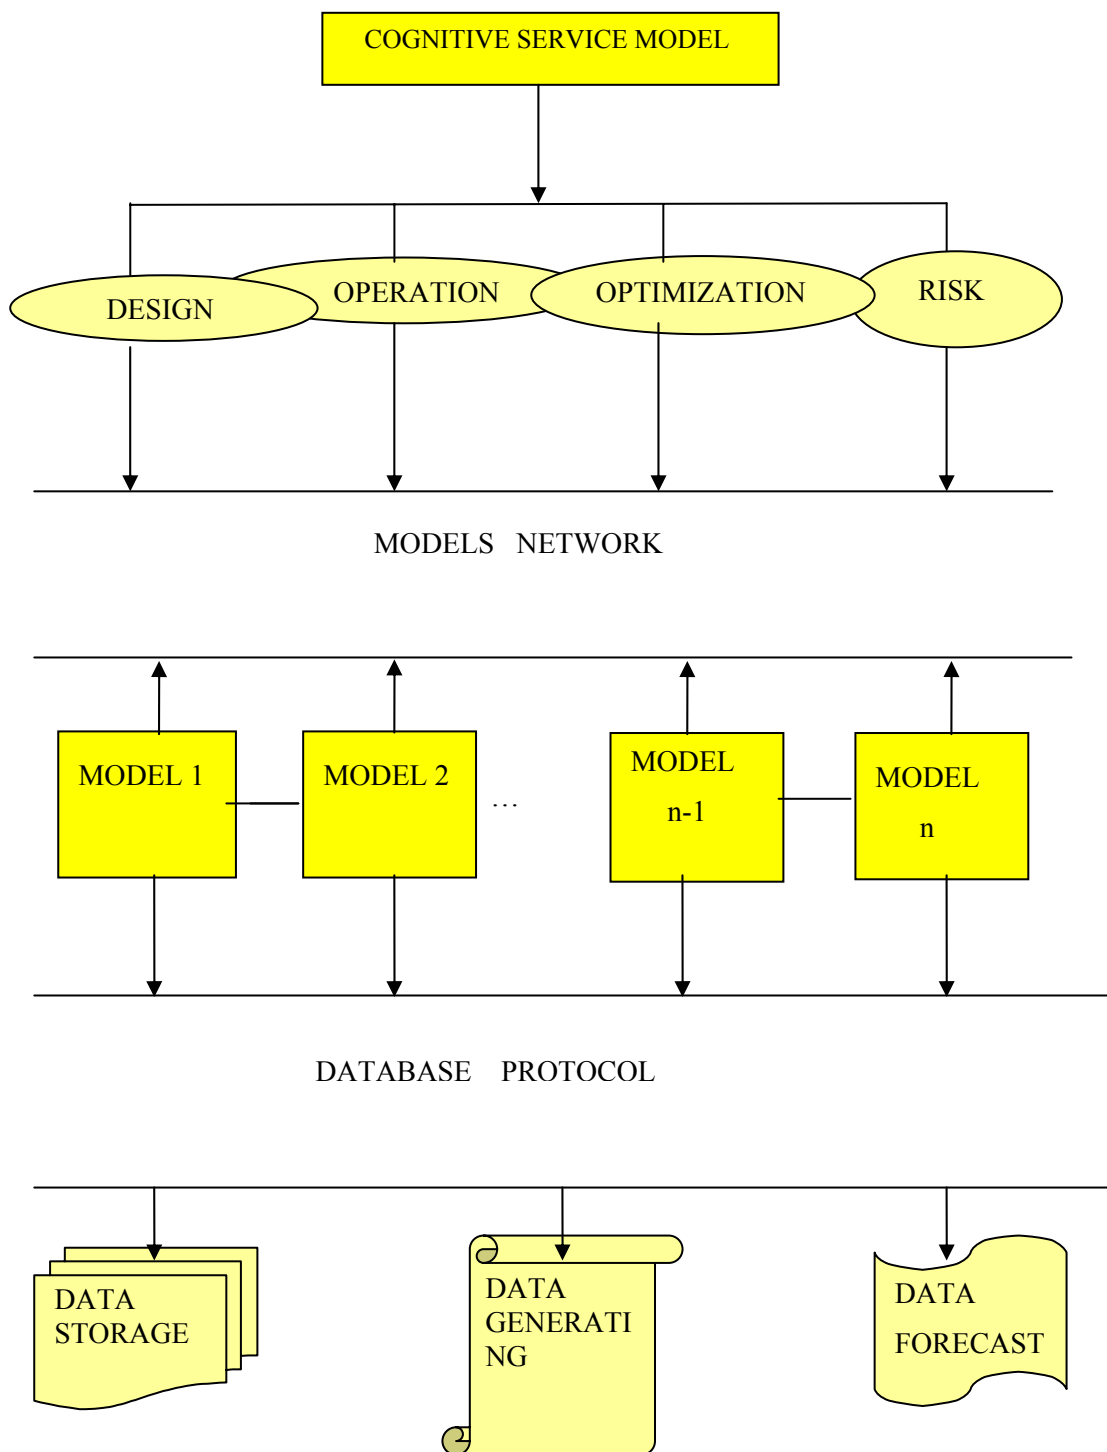 COGNITIVE SERVICE MODEL
DESIGN
OPERATION
OPTIMIZATION
RISK
MODELS NETWORK
MODEL 1
MODEL 2
...
MODEL
n-1
MODEL
n
DATABASE PROTOCOL
DATA
STORAGE
DATA
GENERATI
NG
DATA
FORECAST